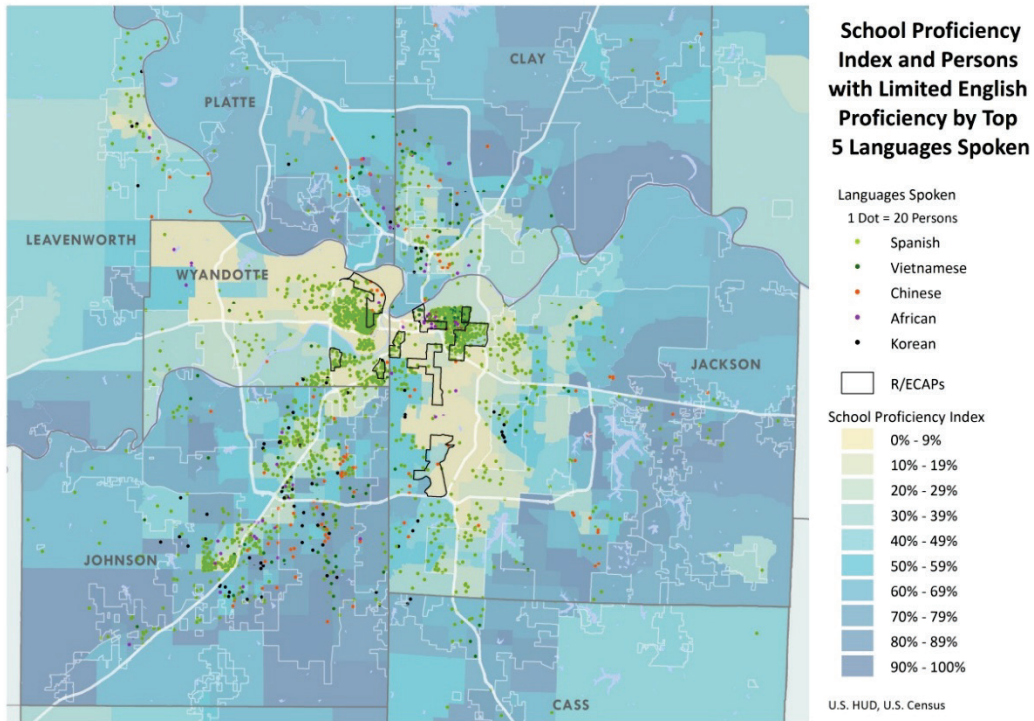 School Proficiency
Index and Persons
with Limited English
Proficiency by Top
5 Languages Spoken
CLAY
PLATTE
LEAVENWORTH
WYANDOTTE
JACKSON
JOHNSON
CASS
Languages Spoken
1 Dot = 20 Persons
Spanish
Vietnamese
Chinese
African
Korean
R/ECAPs
School Proficiency Index
0% - 9%
10% - 19%
20% - 29%
30% - 39%
40% - 49%
50% - 59%
60% - 69%
70% - 79%
80% - 89%
90% - 100%
U.S. HUD, U.S. Census